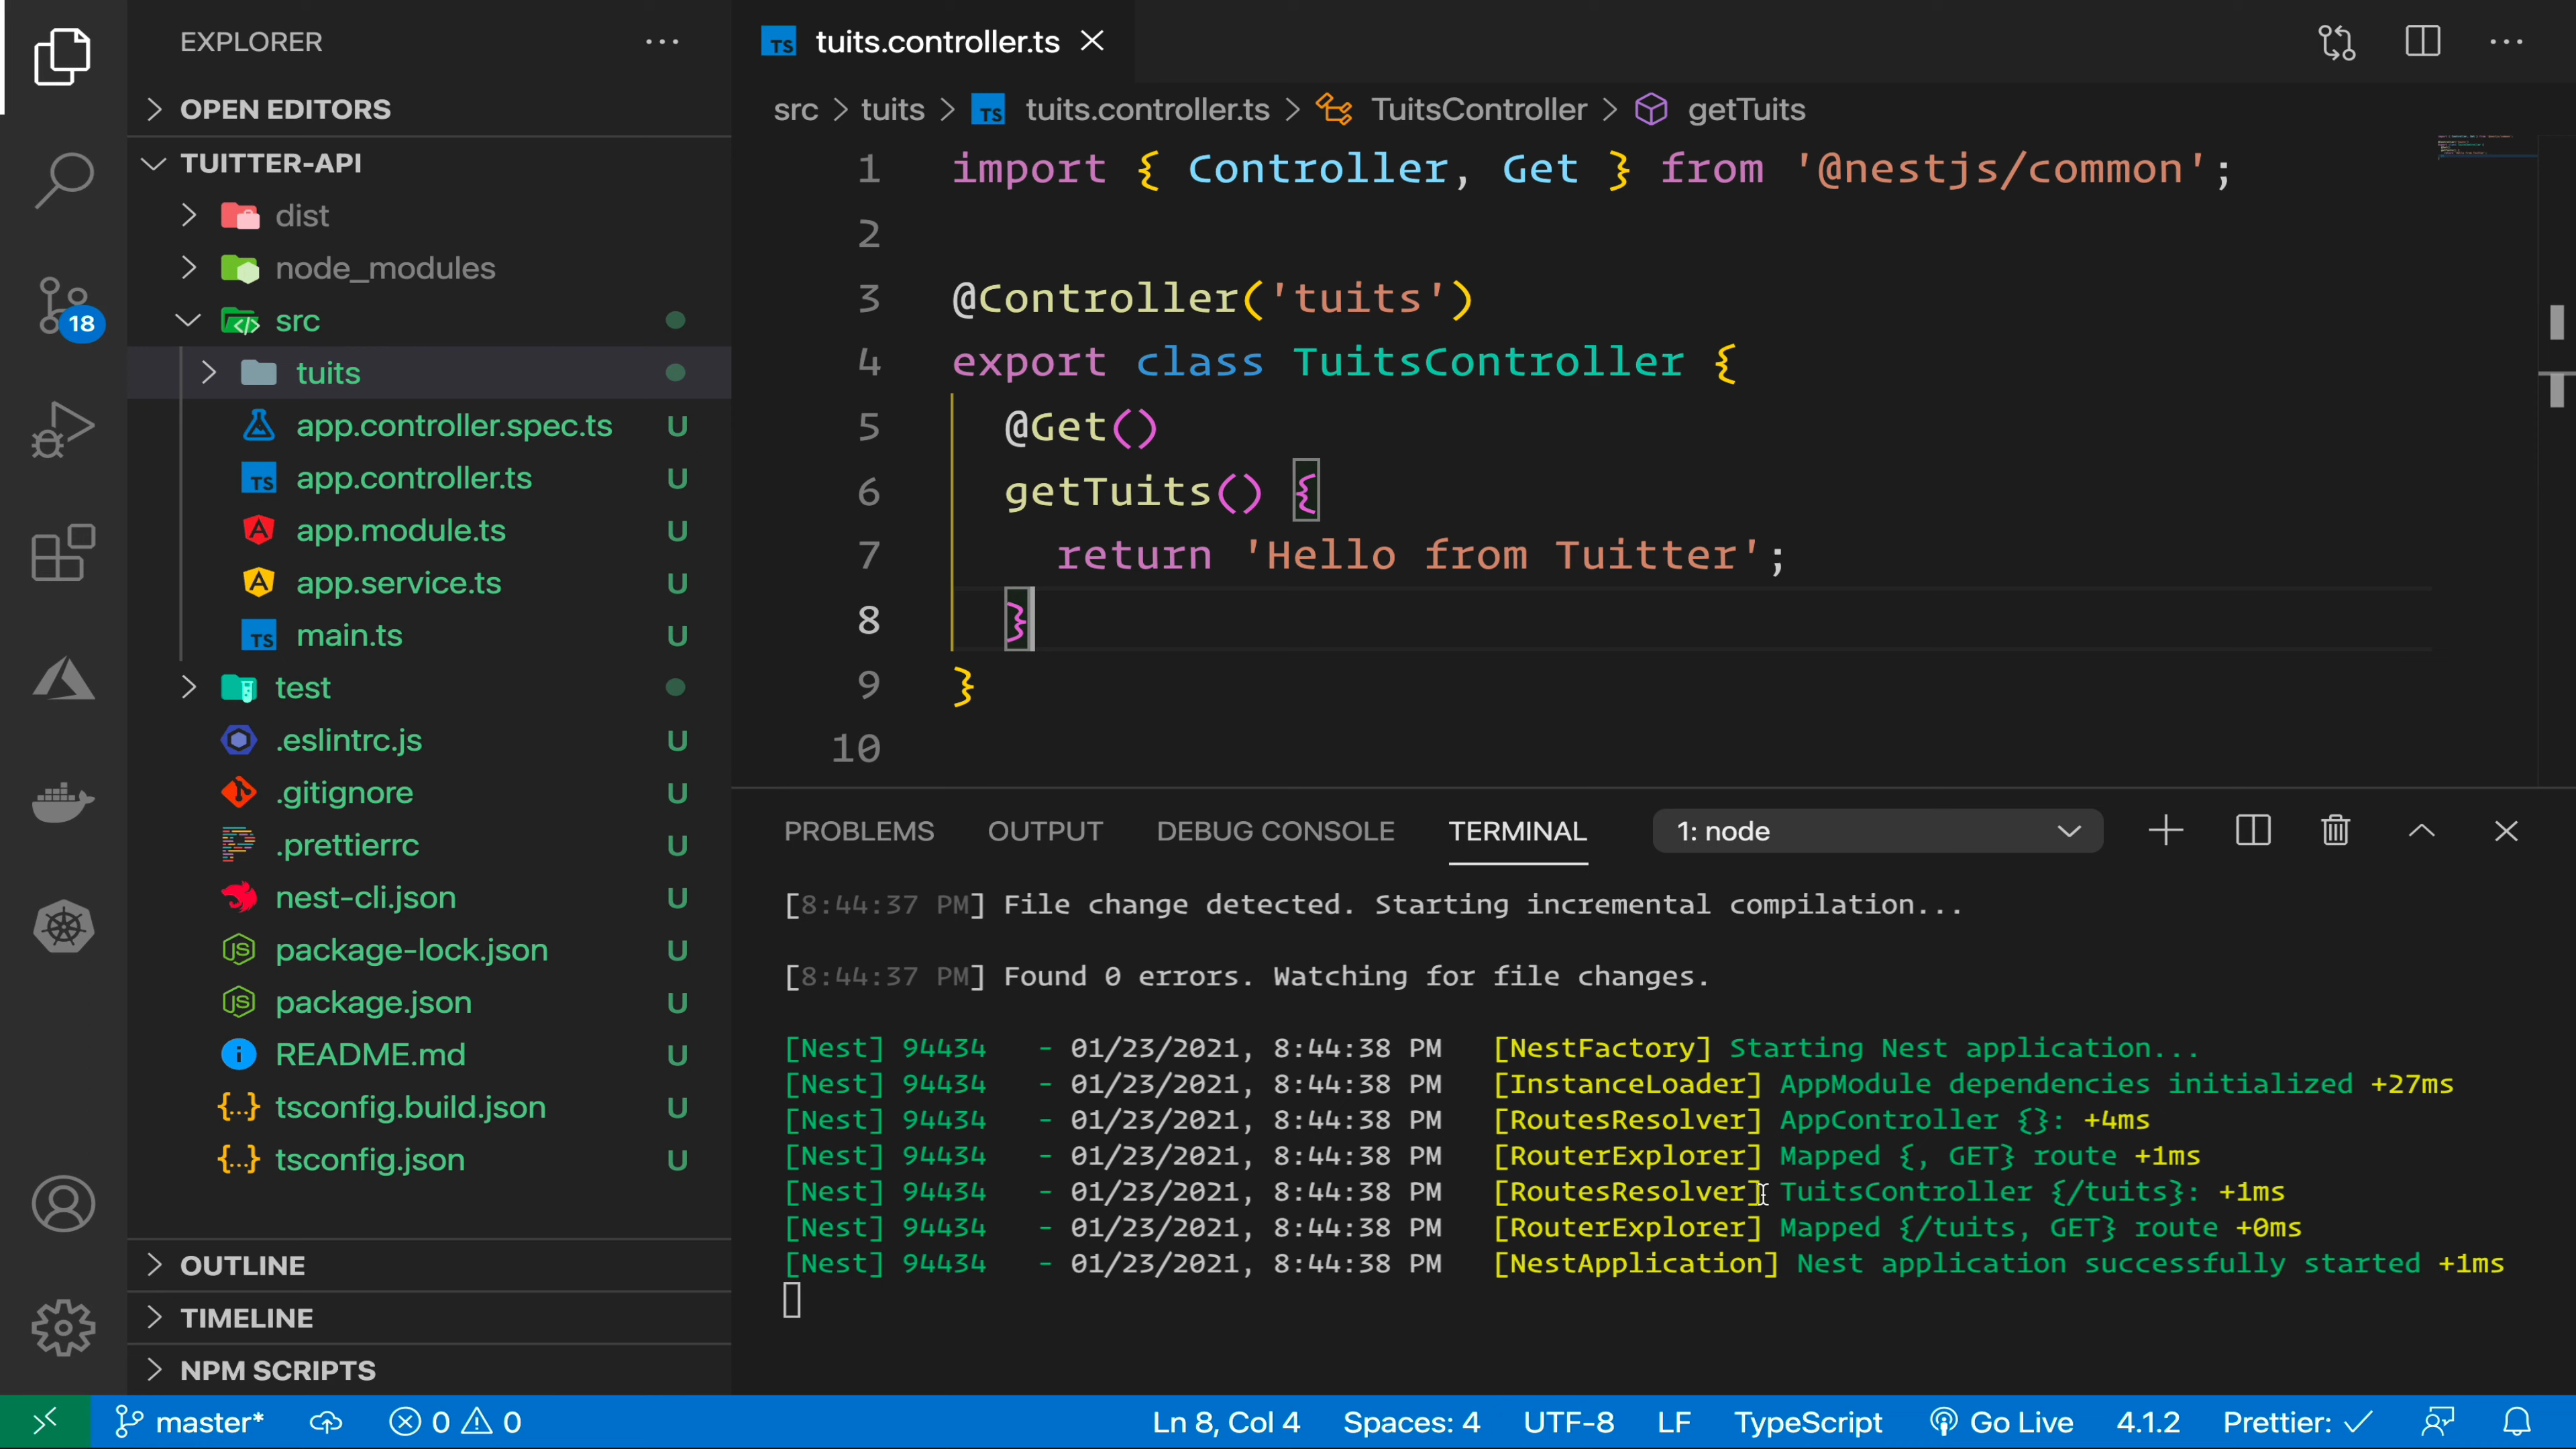 EXPLORER
OPEN EDITORS
TUITTER-API
dist
node_modules
18
src
tuits
app.controller.spec.ts U
TS app.controller.ts U
app.module.ts U
app.service.ts U
TS main.ts U
test
.eslintrc.js U
.gitignore U
.prettierrc U
nest-cli.json U
JS package-lock.json U
JS package.json U
README.md U
{...} tsconfig.build.json U
{...} tsconfig.json U
OUTLINE
TIMELINE
NPM SCRIPTS
TS tuits.controller.ts
src > tuits > TS tuits.controller.ts > TuitsController > getTuits
1 import { Controller, Get } from '@nestjs/common';
2
3 @Controller('tuits')
4 export class TuitsController {
5 @Get()
6 getTuits() {
7 return 'Hello from Tuitter';
8 }
9 }
10
PROBLEMS OUTPUT DEBUG CONSOLE TERMINAL 1: node
[8:44:37 PM] File change detected. Starting incremental compilation...
[8:44:37 PM] Found 0 errors. Watching for file changes.
[Nest] 94434 - 01/23/2021, 8:44:38 PM [NestFactory] Starting Nest application...
[Nest] 94434 - 01/23/2021, 8:44:38 PM [InstanceLoader] AppModule dependencies initialized +27ms
[Nest] 94434 - 01/23/2021, 8:44:38 PM [RoutesResolver] AppController {}: +4ms
[Nest] 94434 - 01/23/2021, 8:44:38 PM [RouterExplorer] Mapped {, GET} route +1ms
[Nest] 94434 - 01/23/2021, 8:44:38 PM [RoutesResolver] TuitsController {/tuits}: +1ms
[Nest] 94434 - 01/23/2021, 8:44:38 PM [RouterExplorer] Mapped {/tuits, GET} route +0ms
[Nest] 94434 - 01/23/2021, 8:44:38 PM [NestApplication] Nest application successfully started +1ms
master* 0 0 Ln 8, Col 4 Spaces: 4 UTF-8 LF TypeScript Go Live 4.1.2 Prettier: ✓